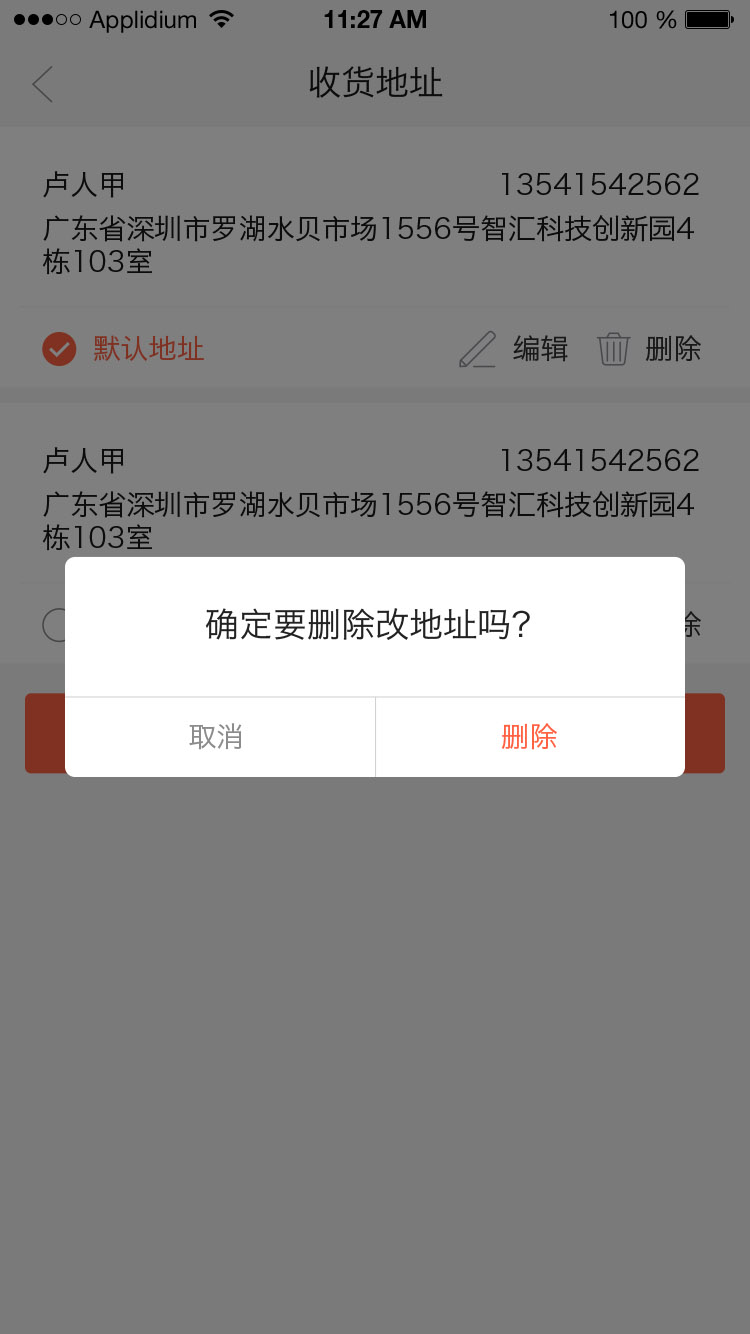 Applidium 11:27 AM 100 %
收货地址
卢人甲 13541542562
广东省深圳市罗湖水贝市场1556号智汇科技创新园4
栋103室
默认地址 编辑 删除
卢人甲 13541542562
广东省深圳市罗湖水贝市场1556号智汇科技创新园4
栋103室
除
确定要删除改地址吗?
取消 删除